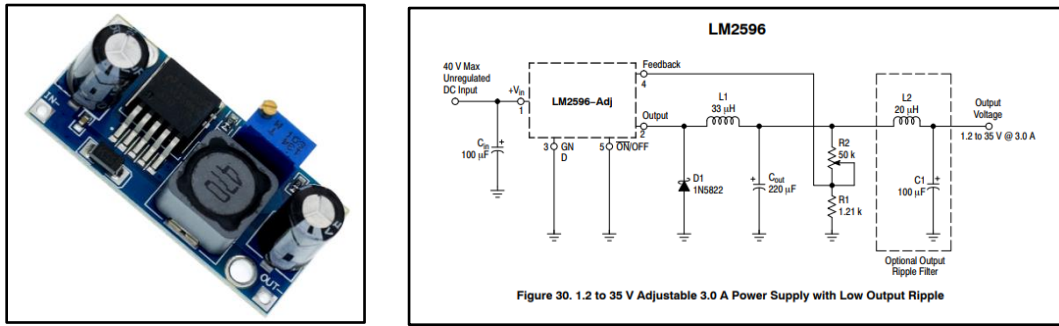 IN-
470
OUT-
LM2596
40 V Max
Unregulated
DC Input
+Vin
1
LM2596-Adj
Feedback
4
Output
2
3
GN
D
5
ON/OFF
Cin
100 µF
+
L1
33 µH
D1
1N5822
+
Cout
220 µF
R2
50 k
R1
1.21 k
L2
20 µH
+
C1
100 µF
Output
Voltage
1.2 to 35 V @ 3.0 A
Optional Output
Ripple Filter
Figure 30. 1.2 to 35 V Adjustable 3.0 A Power Supply with Low Output Ripple